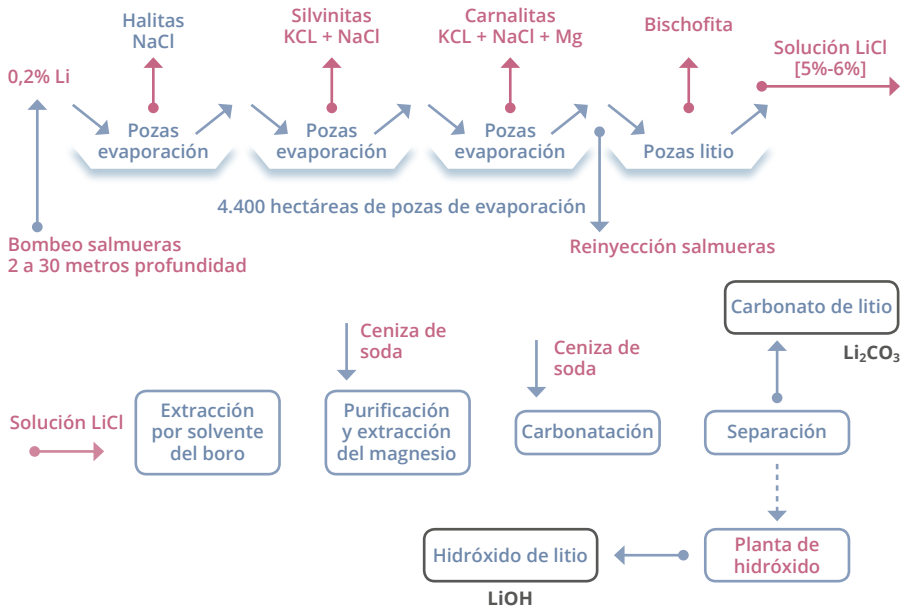 Halitas
NaCl
Silvinitas
KCL + NaCl
Carnalitas
KCL + NaCl + Mg
Bischofita
Solución LiCl
[5%-6%]
0,2% Li
Pozas
evaporación
Pozas
evaporación
Pozas
evaporación
Pozas litio
4.400 hectáreas de pozas de evaporación
Bombeo salmueras
2 a 30 metros profundidad
Reinyección salmueras
Carbonato de litio
Li₂CO₃
Ceniza de
soda
Ceniza de
soda
Solución LiCl
Extracción
por solvente
del boro
Purificación
y extracción
del magnesio
Carbonatación
Separación
Hidróxido de litio
LiOH
Planta de
hidróxido